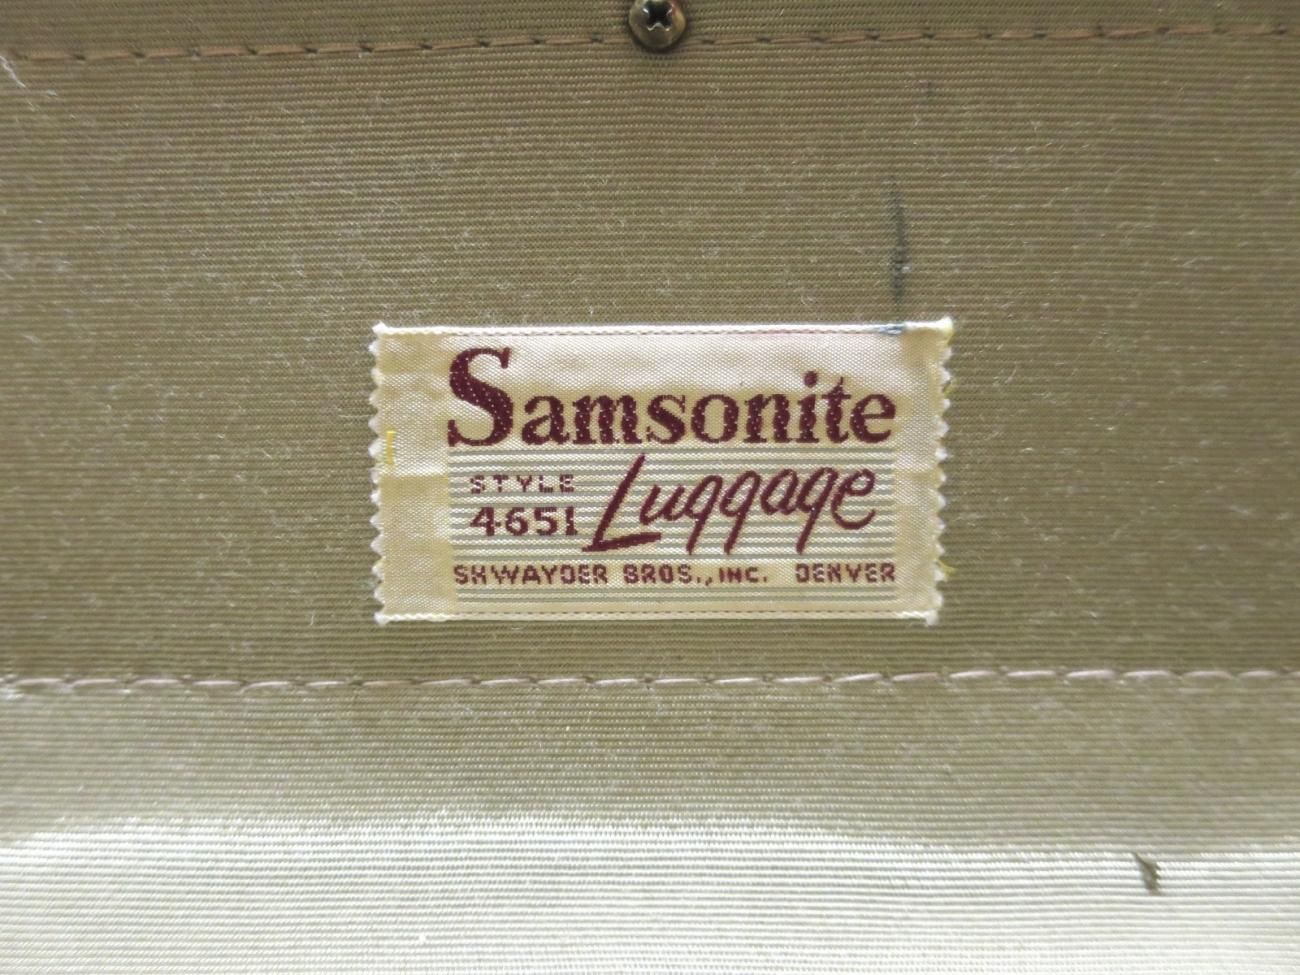 Samsonite
STYLE Luggage
4651
SHWAYDER BROS., INC. DENVER